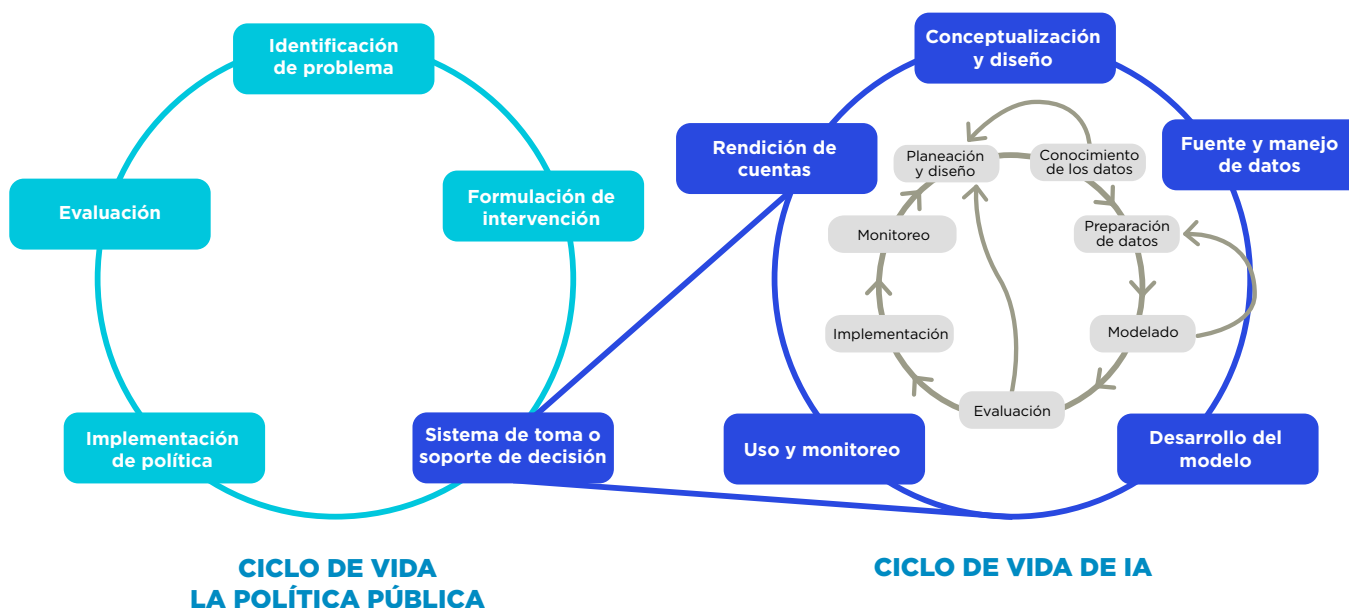 Identificación
de problema
Formulación de
intervención
Sistema de toma o
soporte de decisión
Implementación
de política
Evaluación
CICLO DE VIDA
LA POLÍTICA PÚBLICA
Conceptualización
y diseño
Fuente y manejo
de datos
Desarrollo del
modelo
Uso y monitoreo
Rendición de
cuentas
Planeación
y diseño
Conocimiento
de los datos
Preparación
de datos
Modelado
Evaluación
Implementación
Monitoreo
CICLO DE VIDA DE IA